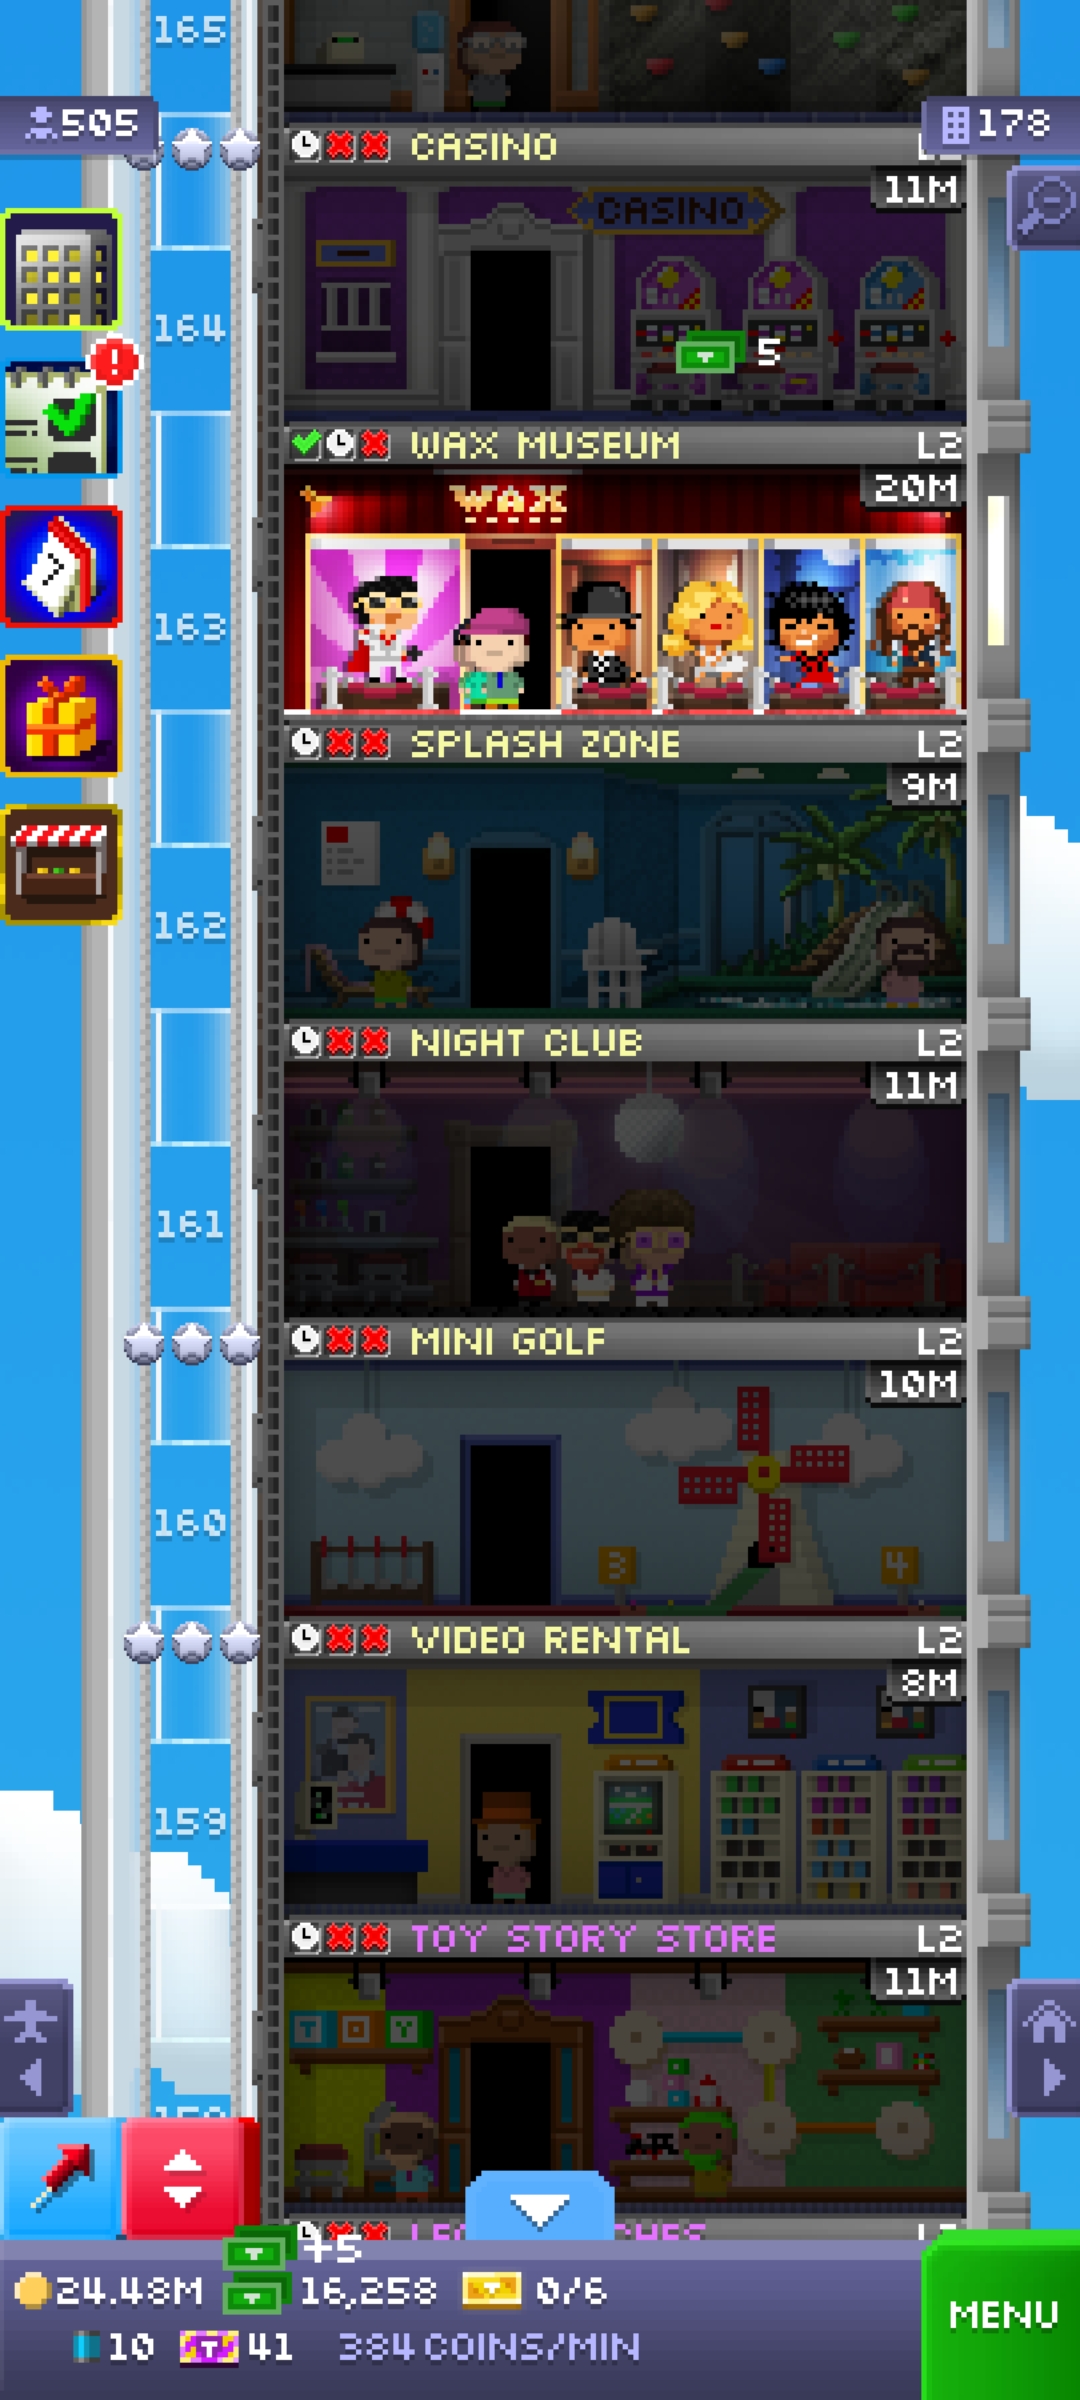 165
505
178
CASINO
11M
CASINO
164
5
WAX MUSEUM L2
20M
WAX
7
163
SPLASH ZONE L2
9M
162
NIGHT CLUB L2
11M
161
MINI GOLF L2
10M
160
3
4
VIDEO RENTAL L2
8M
159
TOY STORY STORE L2
11M
TOY
+5
24.48M
16,258
0/6
MENU
10
41
384 COINS/MIN